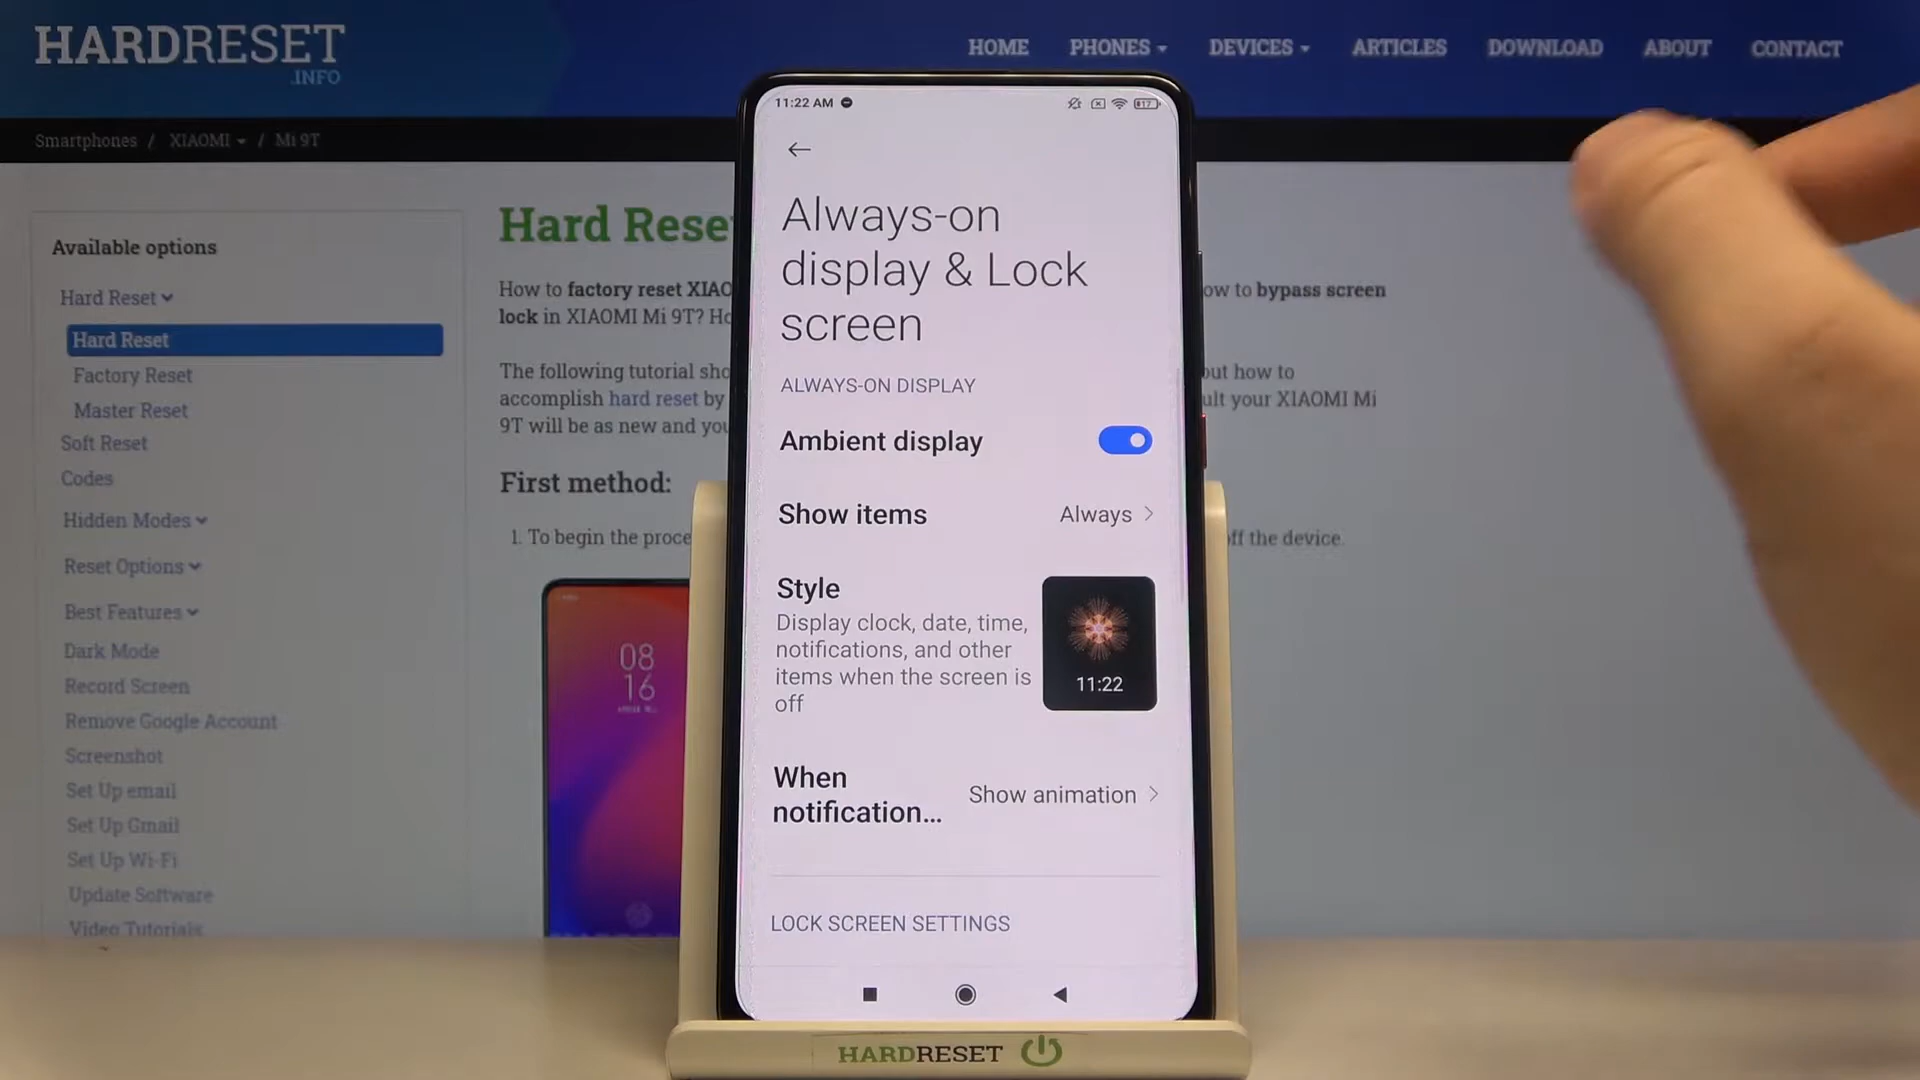 HARDRESET
.INFO
HOME PHONES DEVICES ARTICLES DOWNLOAD ABOUT CONTACT
Smartphones / XIAOMI / Mi 9T
Available options
Hard Reset
Hard Reset
Factory Reset
Master Reset
Soft Reset
Codes
Hidden Modes
Reset Options
Best Features
Dark Mode
Record Screen
Remove Google Account
Screenshot
Set Up email
Set Up Gmail
Set Up Wi-Fi
Update Software
Video Tutorials
Hard Rese
How to factory reset XIAO
ow to bypass screen
lock in XIAOMI Mi 9T? Ho
The following tutorial sho
out how to
accomplish hard reset by
ult your XIAOMI Mi
9T will be as new and you
First method:
1. To begin the proce
ff the device.
08
16
11:22 AM
17
Always-on
display & Lock
screen
ALWAYS-ON DISPLAY
Ambient display
Show items Always
Style
Display clock, date, time,
notifications, and other
items when the screen is
off
11:22
When
notification...
Show animation
LOCK SCREEN SETTINGS
HARDRESET